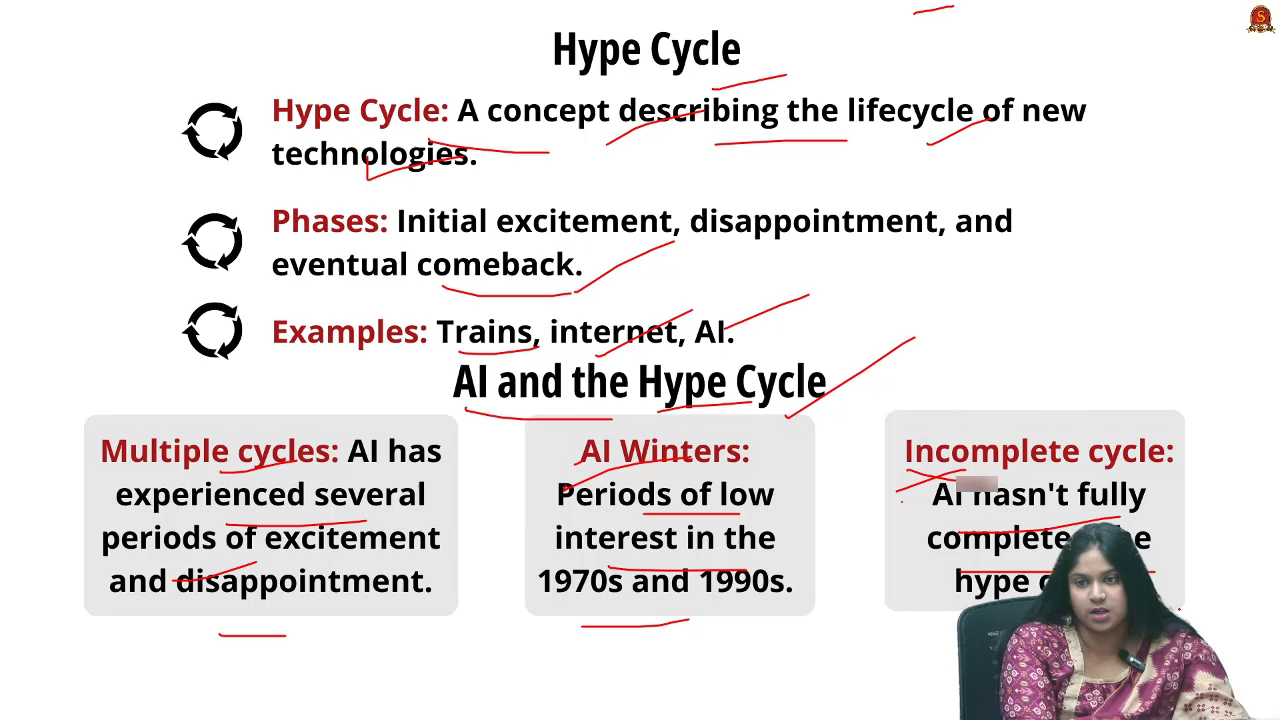 Hype Cycle
Hype Cycle: A concept describing the lifecycle of new
technologies.
Phases: Initial excitement, disappointment, and
eventual comeback.
Examples: Trains, internet, AI.
AI and the Hype Cycle
Multiple cycles: AI has
experienced several
periods of excitement
and disappointment.
AI Winters:
Periods of low
interest in the
1970s and 1990s.
Incomplete cycle:
AI hasn't fully
complete
hype